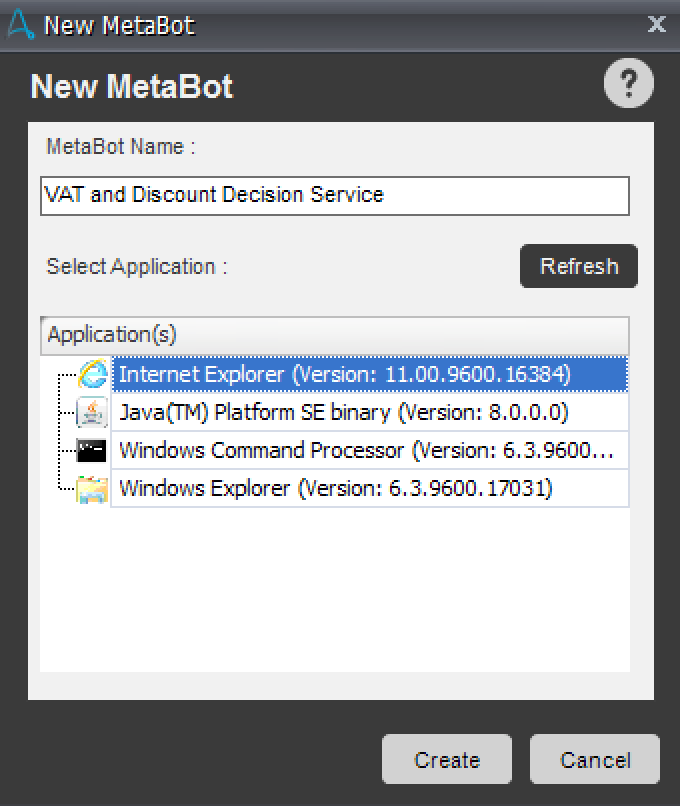 New MetaBot
X
New MetaBot
?
MetaBot Name :
VAT and Discount Decision Service
Select Application :
Refresh
Application(s)
Internet Explorer (Version: 11.00.9600.16384)
Java(TM) Platform SE binary (Version: 8.0.0.0)
Windows Command Processor (Version: 6.3.9600...
Windows Explorer (Version: 6.3.9600.17031)
Create
Cancel